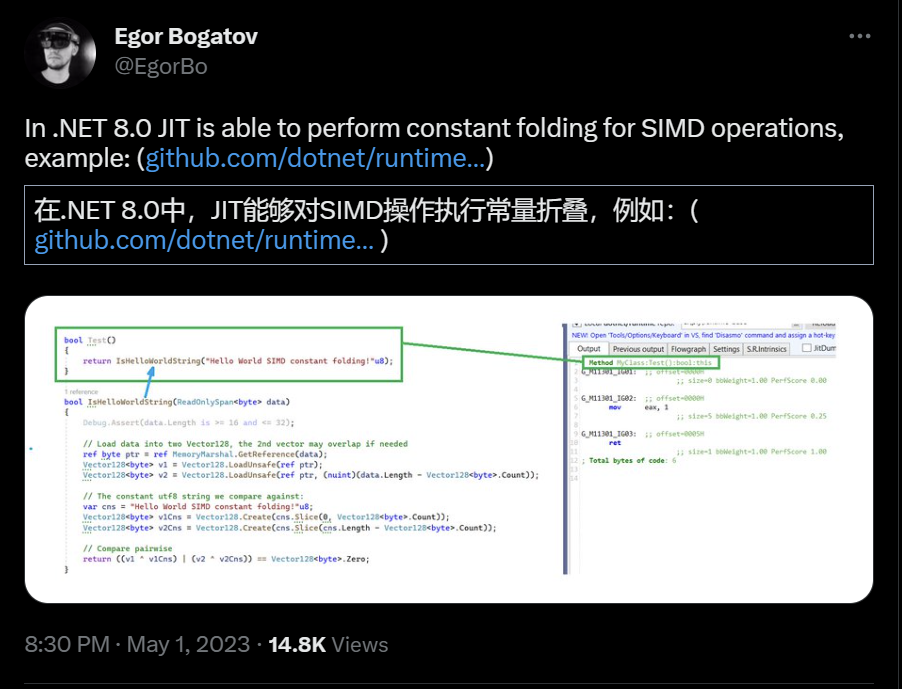 Egor Bogatov
@EgorBo
In .NET 8.0 JIT is able to perform constant folding for SIMD operations,
example: (github.com/dotnet/runtime...)
在.NET 8.0中，JIT能够对SIMD操作执行常量折叠，例如：(
github.com/dotnet/runtime... )
bool Test()
{
return IsHelloWorldString("Hello World SIMD constant folding!"u8);
}
1 reference
bool IsHelloWorldString(ReadOnlySpan<byte> data)
{
Debug.Assert(data.Length is >= 16 and <= 32);
// Load data into two Vector128, the 2nd vector may overlap if needed
ref byte ptr = ref MemoryMarshal.GetReference(data);
Vector128<byte> v1 = Vector128.LoadUnsafe(ref ptr);
Vector128<byte> v2 = Vector128.LoadUnsafe(ref ptr, (nuint)(data.Length - Vector128<byte>.Count));
// The constant utf8 string we compare against:
var cns = "Hello World SIMD constant folding!"u8;
Vector128<byte> v1Cns = Vector128.Create(cns.Slice(0, Vector128<byte>.Count));
Vector128<byte> v2Cns = Vector128.Create(cns.Slice(cns.Length - Vector128<byte>.Count));
// Compare pairwise
return ((v1 ^ v1Cns) | (v2 ^ v2Cns)) == Vector128<byte>.Zero;
}
NEW! Open 'Tools/Options/Keyboard' in VS, find 'Disasmo' command and assign a hot-key
Output Previous output Flowgraph Settings S.R.Intrinsics JitDum
Method MyClass:Test():bool:this
G_M11301_IG01: ;; offset=0000H
;; size=0 bbWeight=1.00 PerfScore 0.00
G_M11301_IG02: ;; offset=0000H
mov eax, 1
;; size=5 bbWeight=1.00 PerfScore 0.25
G_M11301_IG03: ;; offset=0005H
ret
;; size=1 bbWeight=1.00 PerfScore 1.00
; Total bytes of code: 6
8:30 PM · May 1, 2023 · 14.8K Views